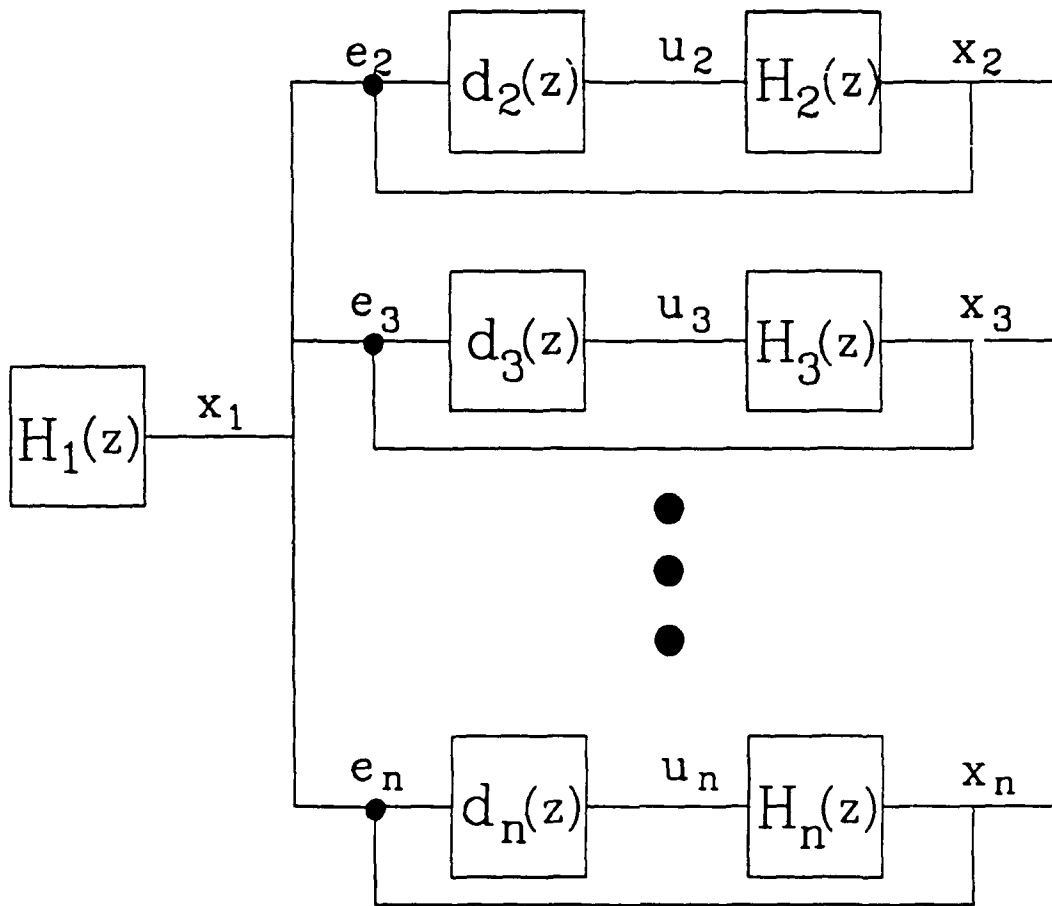 e₂ d₂(z) u₂ H₂(z) x₂
e₃ d₃(z) u₃ H₃(z) x₃
H₁(z) x₁
eₙ dₙ(z) uₙ Hₙ(z) xₙ